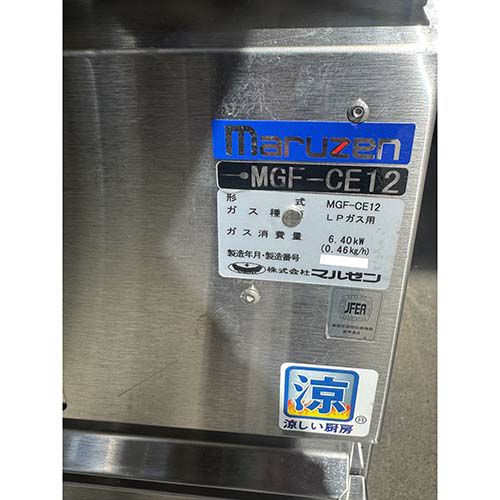 maruzen
MGF-CE12
形 式 MGF-CE12
ガス種 LPガス用
ガス消費量 6.40kW
(0.46kg/h)
製造年月・製造番号
株式会社マルゼン
JFEA
涼
®
涼しい厨房